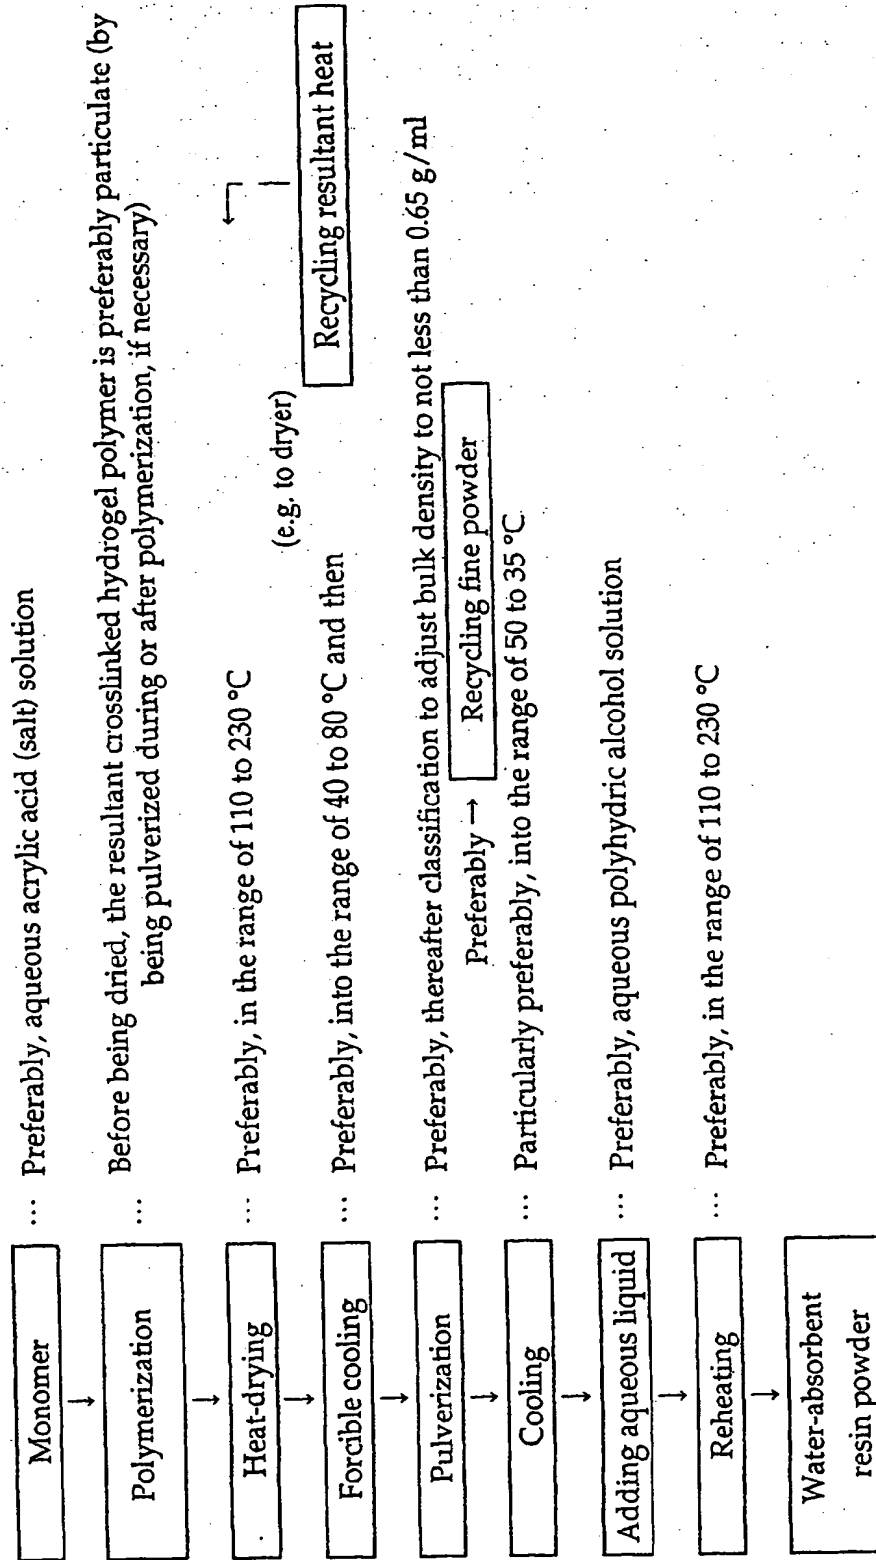 Monomer … Preferably, aqueous acrylic acid (salt) solution
↓
Polymerization … Before being dried, the resultant crosslinked hydrogel polymer is preferably particulate (by
being pulverized during or after polymerization, if necessary)
↓
Heat-drying … Preferably, in the range of 110 to 230 °C
↓
(e.g. to dryer)
Forcible cooling … Preferably, into the range of 40 to 80 °C and then
Recycling resultant heat
↓
Pulverization … Preferably, thereafter classification to adjust bulk density to not less than 0.65 g/ml
↓
Preferably → Recycling fine powder
Cooling … Particularly preferably, into the range of 50 to 35 °C
↓
Adding aqueous liquid … Preferably, aqueous polyhydric alcohol solution
↓
Reheating … Preferably, in the range of 110 to 230 °C
↓
Water-absorbent
resin powder